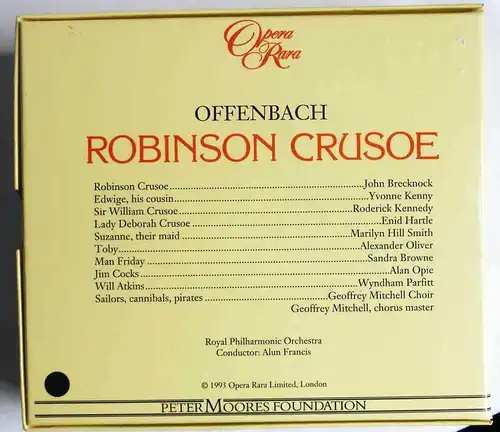 Opera
Rara
OFFENBACH
ROBINSON CRUSOE
Robinson Crusoe..............................................................John Brecknock
Edwige, his cousin..............................................................Yvonne Kenny
Sir William Crusoe..............................................................Roderick Kennedy
Lady Deborah Crusoe..............................................................Enid Hartle
Suzanne, their maid..............................................................Marilyn Hill Smith
Toby..............................................................Alexander Oliver
Man Friday..............................................................Sandra Browne
Jim Cocks..............................................................Alan Opie
Will Atkins..............................................................Wyndham Parfitt
Sailors, cannibals, pirates..............................................................Geoffrey Mitchell Choir
Geoffrey Mitchell, chorus master
Royal Philharmonic Orchestra
Conductor: Alun Francis
© 1993 Opera Rara Limited, London
PETER MOORES FOUNDATION